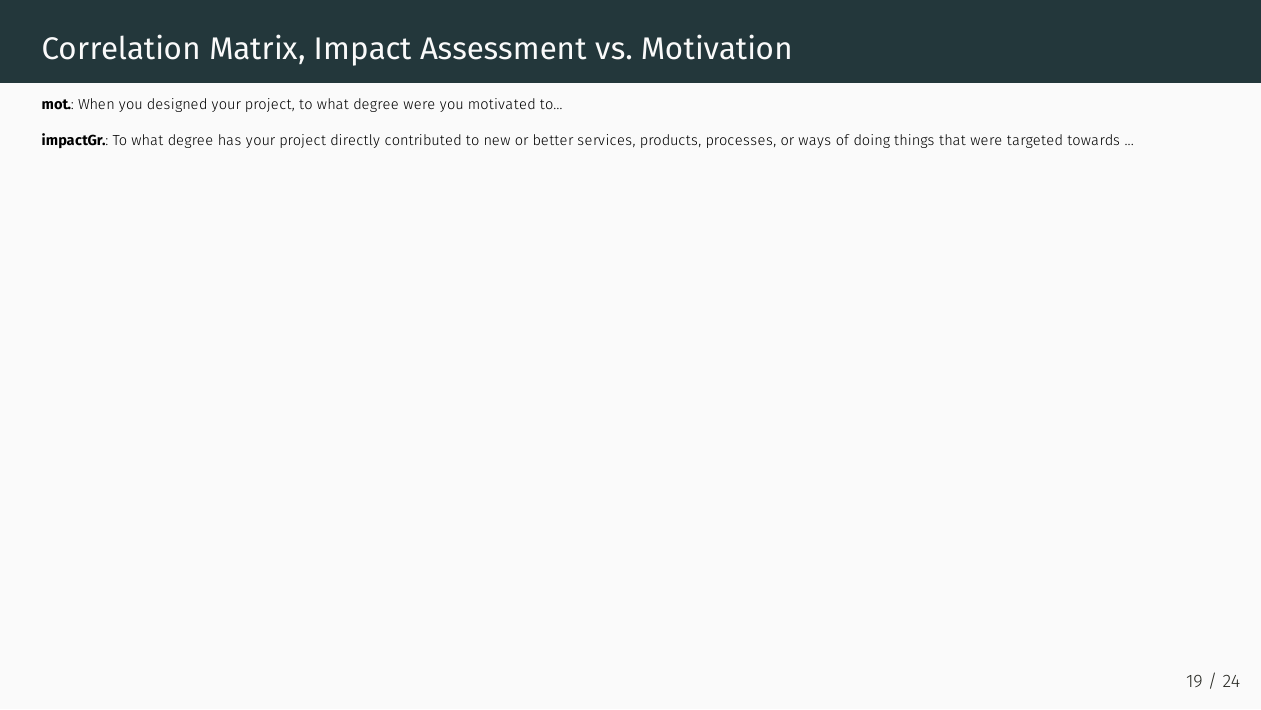 Correlation Matrix, Impact Assessment vs. Motivation
mot.: When you designed your project, to what degree were you motivated to...
impactGr.: To what degree has your project directly contributed to new or better services, products, processes, or ways of doing things that were targeted towards ...
19 / 24